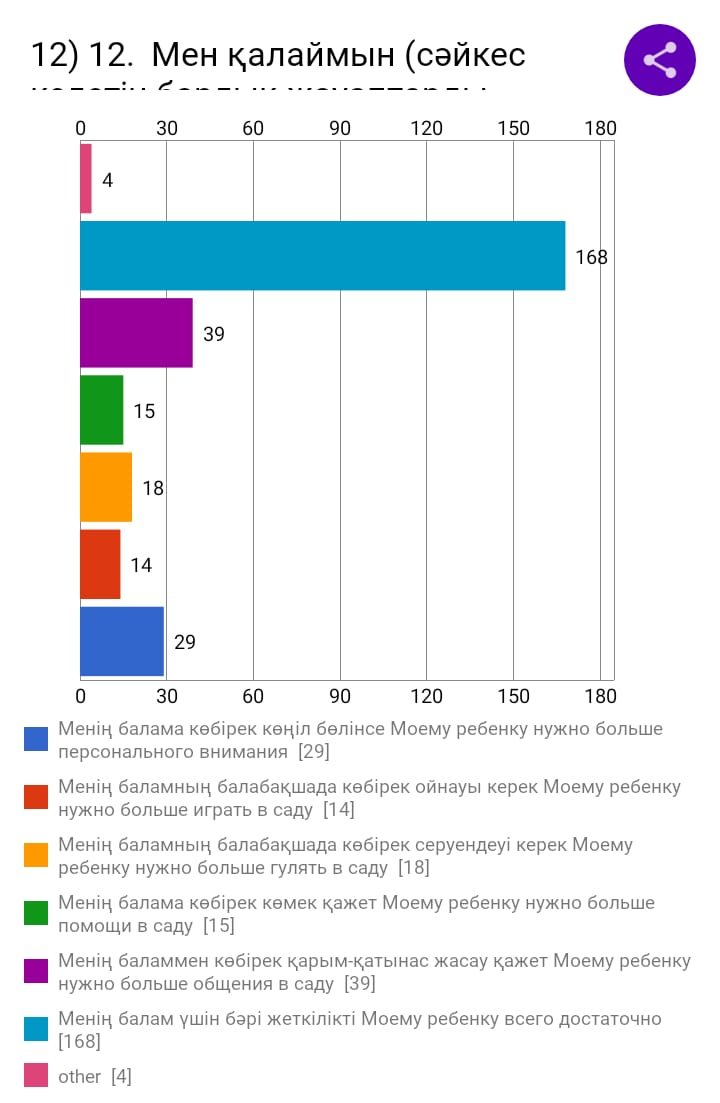 12) 12. Мен қалаймын (сәйкес
0 30 60 90 120 150 180
4
168
39
15
18
14
29
0 30 60 90 120 150 180
Менің балама көбірек көңіл бөлінсе Моему ребенку нужно больше
персонального внимания [29]
Менің баламның балабақшада көбірек ойнауы керек Моему ребенку
нужно больше играть в саду [14]
Менің баламның балабақшада көбірек серуендеуі керек Моему
ребенку нужно больше гулять в саду [18]
Менің балама көбірек көмек қажет Моему ребенку нужно больше
помощи в саду [15]
Менің баламмен көбірек қарым-қатынас жасау қажет Моему ребенку
нужно больше общения в саду [39]
Менің балам үшін бәрі жеткілікті Моему ребенку всего достаточно
[168]
other [4]